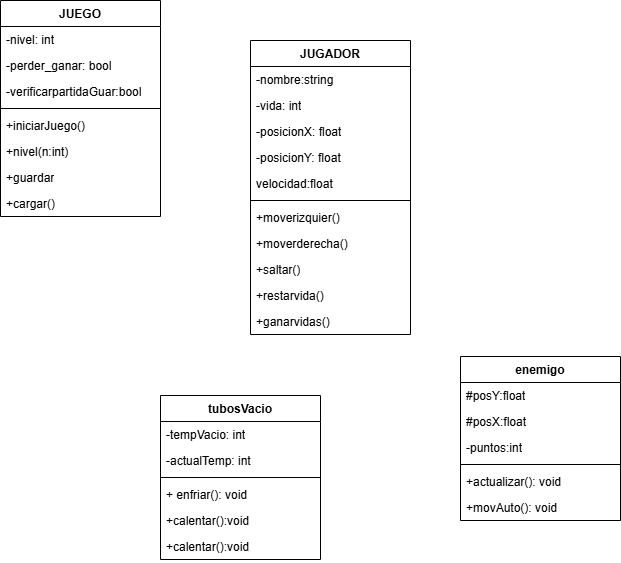 JUEGO
-nivel: int
-perder_ganar: bool
-verificarpartidaGuar:bool
+iniciarJuego()
+nivel(n:int)
+guardar
+cargar()
JUGADOR
-nombre:string
-vida: int
-posicionX: float
-posicionY: float
velocidad:float
+moverizquier()
+moverderecha()
+saltar()
+restarvida()
+ganarvidas()
tubosVacio
-tempVacio: int
-actualTemp: int
+ enfriar(): void
+calentar():void
+calentar():void
enemigo
#posY:float
#posX:float
-puntos:int
+actualizar(): void
+movAuto(): void